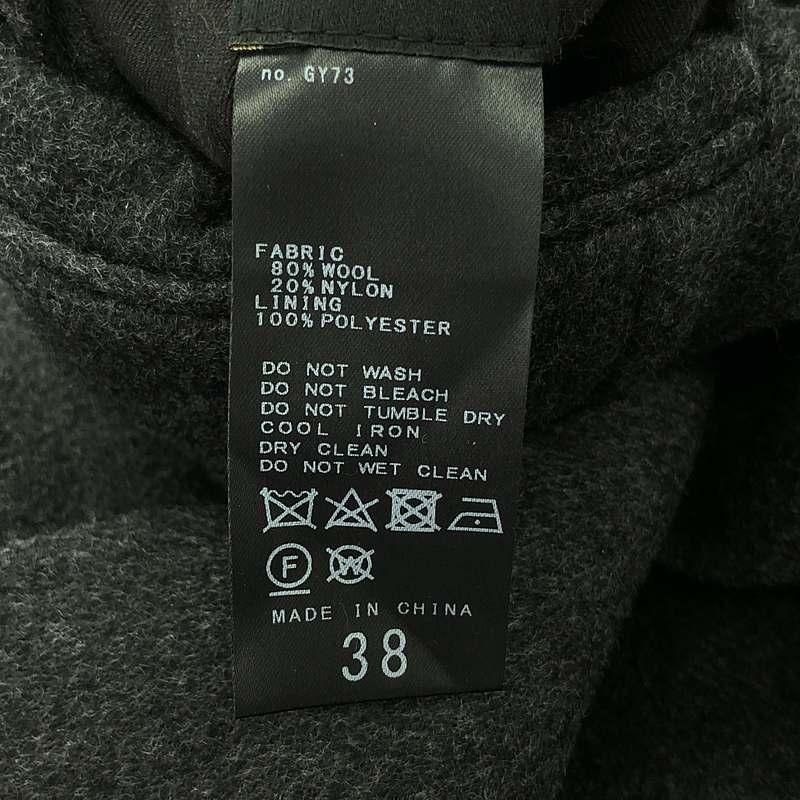 no. GY73
FABRIC
80% WOOL
20% NYLON
LINING
100% POLYESTER
DO NOT WASH
DO NOT BLEACH
DO NOT TUMBLE DRY
COOL IRON
DRY CLEAN
DO NOT WET CLEAN
F W
MADE IN CHINA
38